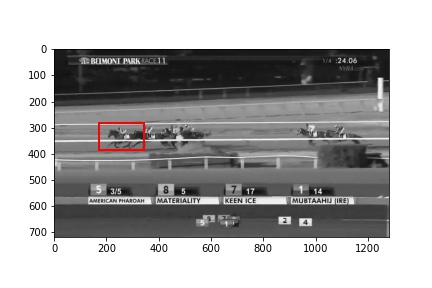 BELMONT PARK RACE 11
1/4 :24.06
NYRA
5 3/5 8 5 7 17 1 14
AMERICAN PHAROAH MATERIALITY KEEN ICE MUBTAAHIJ (IRE)
2 4
0
100
200
300
400
500
600
700
0 200 400 600 800 1000 1200